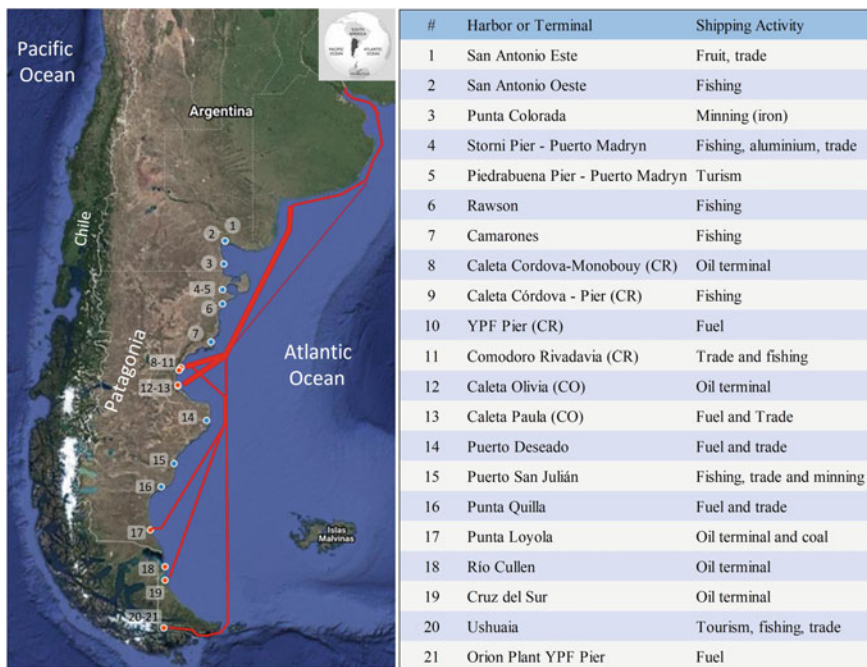 Pacific
Ocean
SOUTH
AMERICA
PACIFIC
OCEAN
ATLANTIC
OCEAN
Argentina
Chile
Patagonia
Atlantic
Ocean
Islas
Malvinas
1
2
3
4-5
6
7
8-11
12-13
14
15
16
17
18
19
20-21
# Harbor or Terminal Shipping Activity
1 San Antonio Este Fruit, trade
2 San Antonio Oeste Fishing
3 Punta Colorada Minning (iron)
4 Storni Pier - Puerto Madryn Fishing, aluminium, trade
5 Piedrabuena Pier - Puerto Madryn Turism
6 Rawson Fishing
7 Camarones Fishing
8 Caleta Cordova-Monobouy (CR) Oil terminal
9 Caleta Córdova - Pier (CR) Fishing
10 YPF Pier (CR) Fuel
11 Comodoro Rivadavia (CR) Trade and fishing
12 Caleta Olivia (CO) Oil terminal
13 Caleta Paula (CO) Fuel and Trade
14 Puerto Deseado Fuel and trade
15 Puerto San Julián Fishing, trade and minning
16 Punta Quilla Fuel and trade
17 Punta Loyola Oil terminal and coal
18 Río Cullen Oil terminal
19 Cruz del Sur Oil terminal
20 Ushuaia Tourism, fishing, trade
21 Orion Plant YPF Pier Fuel